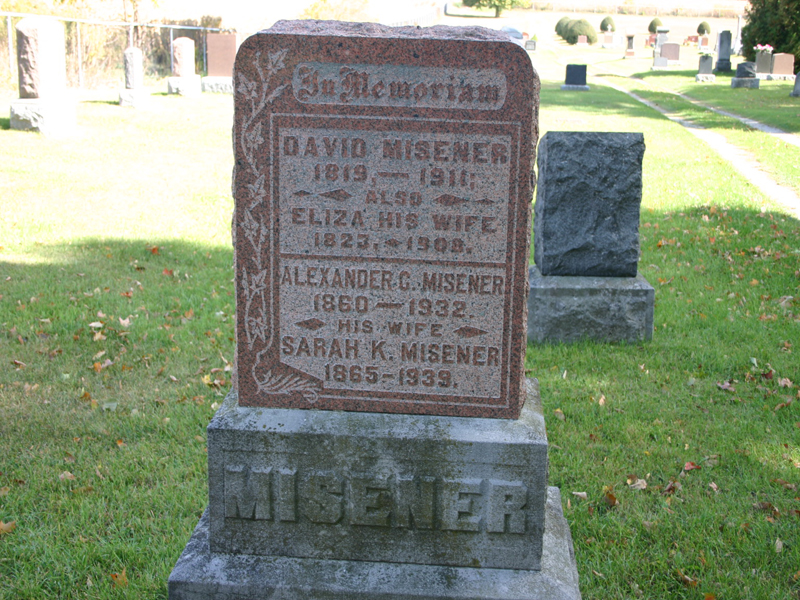 In Memoriam
DAVID MISENER
1819, — 1911,
ALSO
ELIZA HIS WIFE
1823, - 1908,
ALEXANDER C. MISENER
1860 — 1932.
HIS WIFE
SARAH K. MISENER
1865 - 1939.
MISENER